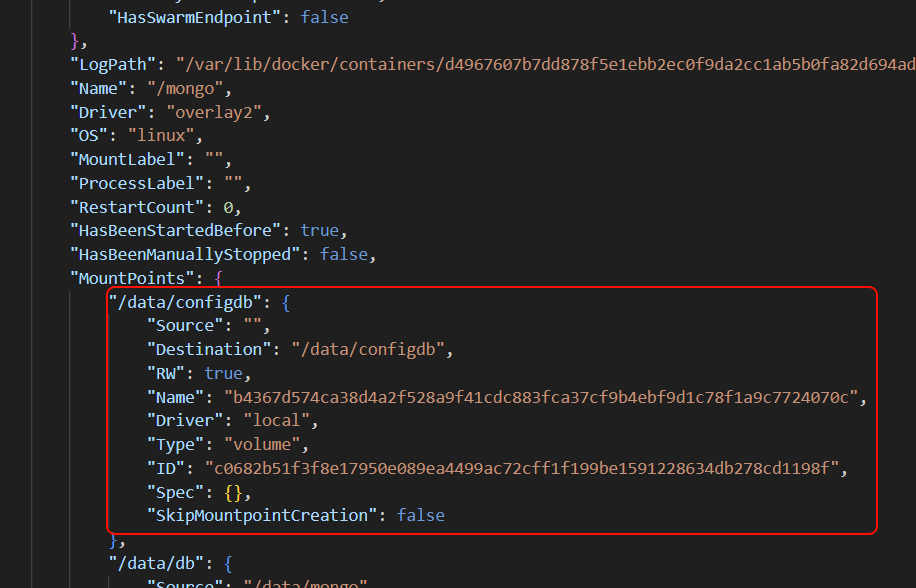 "HasSwarmEndpoint": false
},
"LogPath": "/var/lib/docker/containers/d4967607b7dd878f5e1ebb2ec0f9da2cc1ab5b0fa82d694ad
"Name": "/mongo",
"Driver": "overlay2",
"OS": "linux",
"MountLabel": "",
"ProcessLabel": "",
"RestartCount": 0,
"HasBeenStartedBefore": true,
"HasBeenManuallyStopped": false,
"MountPoints": {
"/data/configdb": {
"Source": "",
"Destination": "/data/configdb",
"RW": true,
"Name": "b4367d574ca38d4a2f528a9f41cdc883fca37cf9b4ebf9d1c78f1a9c7724070c",
"Driver": "local",
"Type": "volume",
"ID": "c0682b51f3f8e17950e089ea4499ac72cff1f199be1591228634db278cd1198f",
"Spec": {},
"SkipMountpointCreation": false
},
"/data/db": {
"Source": "/data/mongo"